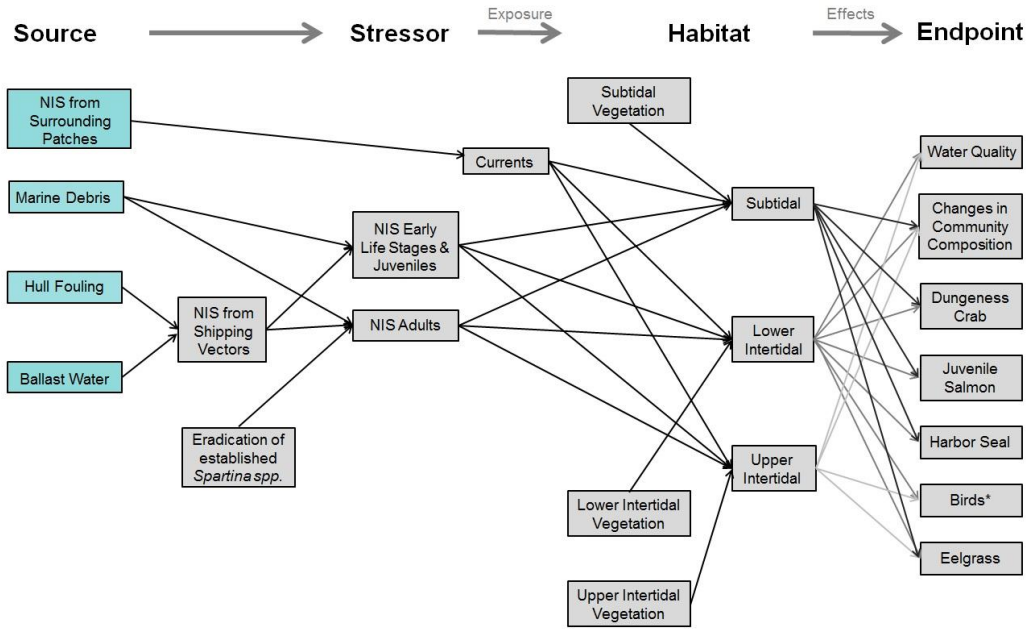 Source
Stressor
Exposure
Habitat
Effects
Endpoint
NIS from
Surrounding
Patches
Marine Debris
Hull Fouling
Ballast Water
NIS from
Shipping
Vectors
Eradication of
established
Spartina spp.
NIS Early
Life Stages &
Juveniles
NIS Adults
Currents
Subtidal
Vegetation
Lower Intertidal
Vegetation
Upper Intertidal
Vegetation
Subtidal
Lower
Intertidal
Upper
Intertidal
Water Quality
Changes in
Community
Composition
Dungeness
Crab
Juvenile
Salmon
Harbor Seal
Birds*
Eelgrass